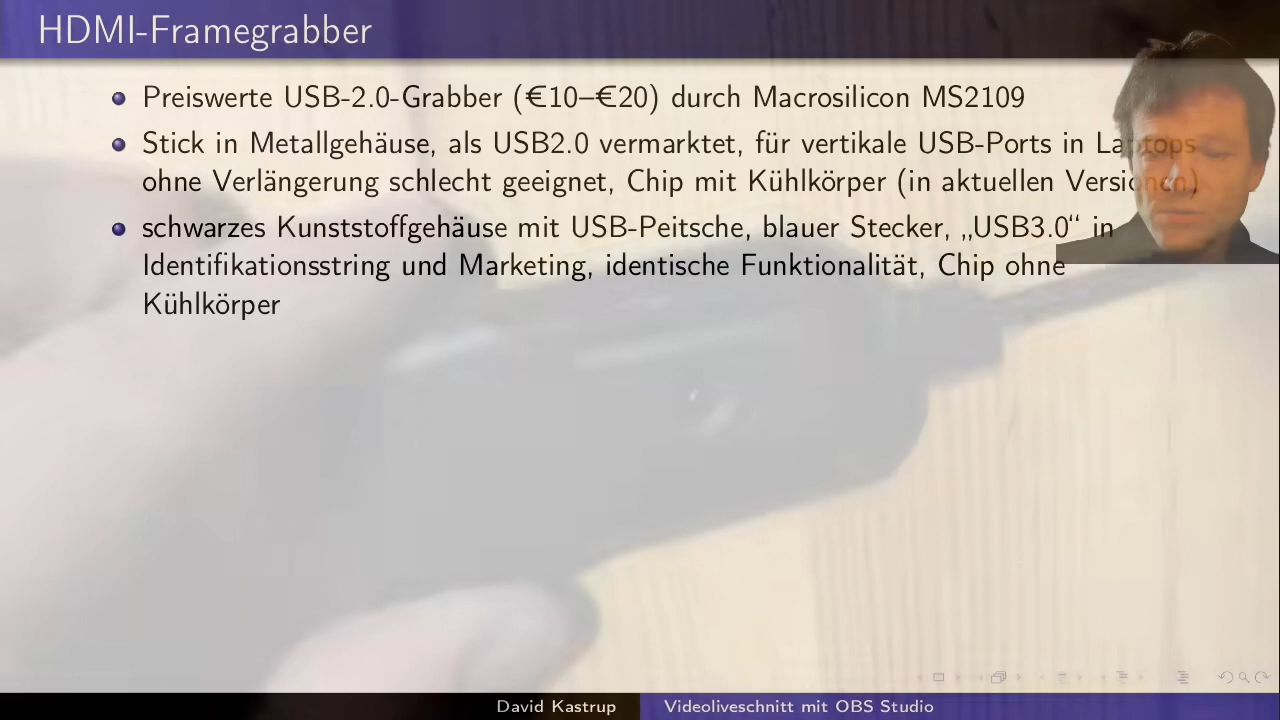 HDMI-Framegrabber
Preiswerte USB-2.0-Grabber (€10–€20) durch Macrosilicon MS2109
Stick in Metallgehäuse, als USB2.0 vermarktet, für vertikale USB-Ports in Laptops
ohne Verlängerung schlecht geeignet, Chip mit Kühlkörper (in aktuellen Versionen)
schwarzes Kunststoffgehäuse mit USB-Peitsche, blauer Stecker, „USB3.0“ in
Identifikationsstring und Marketing, identische Funktionalität, Chip ohne
Kühlkörper
David Kastrup
Videoliveschnitt mit OBS Studio